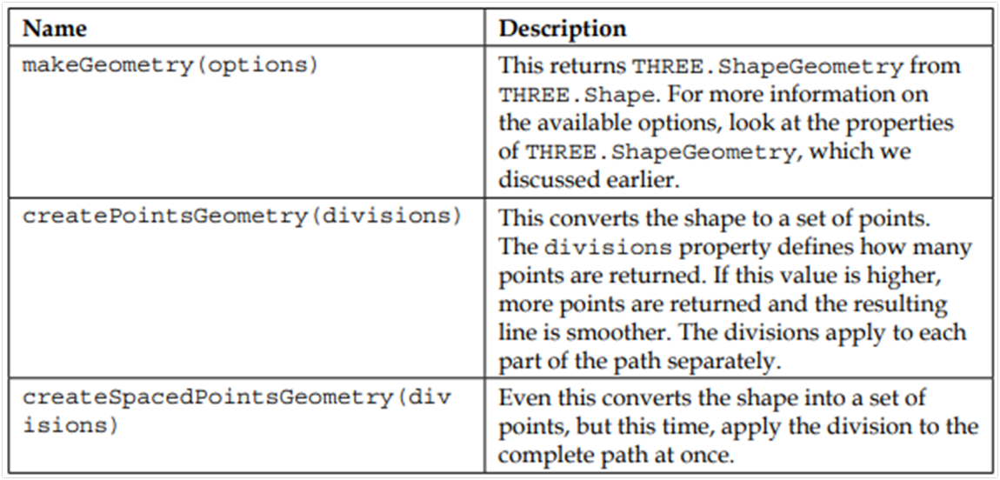 Name
Description
makeGeometry(options)
This returns THREE.ShapeGeometry from
THREE.Shape. For more information on
the available options, look at the properties
of THREE.ShapeGeometry, which we
discussed earlier.
createPointsGeometry(divisions)
This converts the shape to a set of points.
The divisions property defines how many
points are returned. If this value is higher,
more points are returned and the resulting
line is smoother. The divisions apply to each
part of the path separately.
createSpacedPointsGeometry(div
isions)
Even this converts the shape into a set of
points, but this time, apply the division to the
complete path at once.